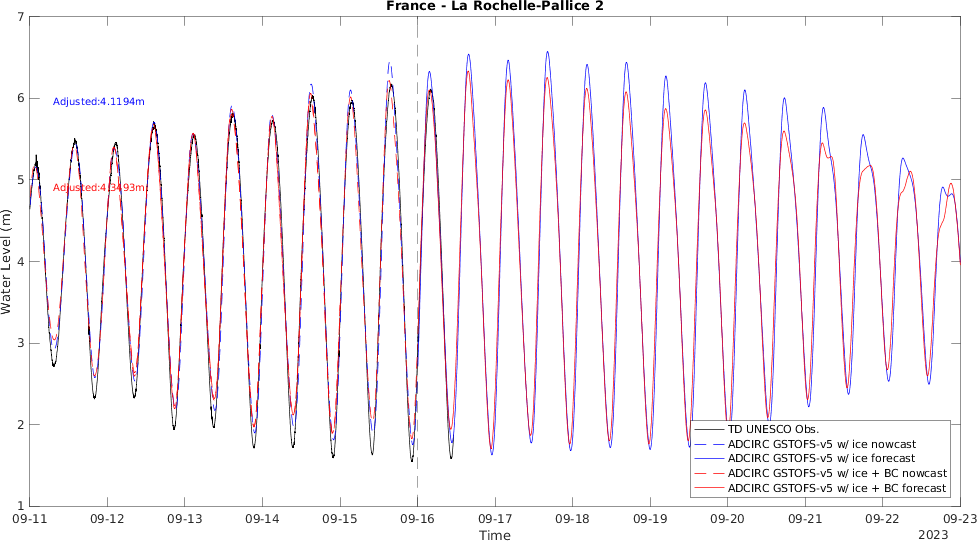 France - La Rochelle-Pallice 2
7
6
5
4
3
2
1
Water Level (m)
Adjusted:4.1194m
Adjusted:4.3493m
TD UNESCO Obs.
ADCIRC GSTOFS-v5 w/ ice nowcast
ADCIRC GSTOFS-v5 w/ ice forecast
ADCIRC GSTOFS-v5 w/ ice + BC nowcast
ADCIRC GSTOFS-v5 w/ ice + BC forecast
09-11 09-12 09-13 09-14 09-15 09-16 09-17 09-18 09-19 09-20 09-21 09-22 09-23
Time
2023